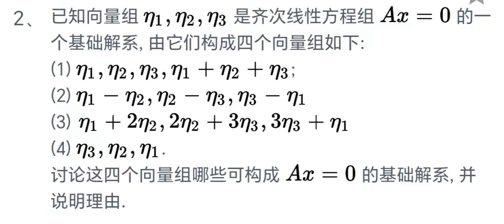 2、已知向量组 η₁, η₂, η₃ 是齐次线性方程组 Ax = 0 的一
个基础解系, 由它们构成四个向量组如下:
(1) η₁, η₂, η₃, η₁ + η₂ + η₃;
(2) η₁ − η₂, η₂ − η₃, η₃ − η₁
(3) η₁ + 2η₂, 2η₂ + 3η₃, 3η₃ + η₁
(4) η₃, η₂, η₁.
讨论这四个向量组哪些可构成 Ax = 0 的基础解系, 并
说明理由.